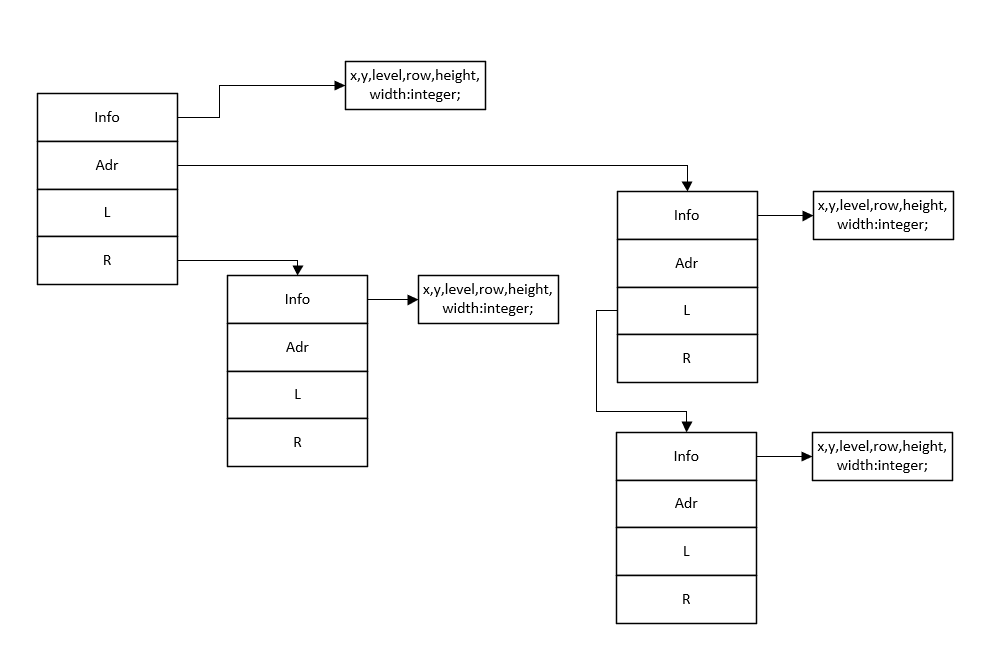 x,y,level,row,height,
width:integer;
Info
Adr
L
R
Info
Adr
L
R
x,y,level,row,height,
width:integer;
Info
Adr
L
R
x,y,level,row,height,
width:integer;
Info
Adr
L
R
x,y,level,row,height,
width:integer;